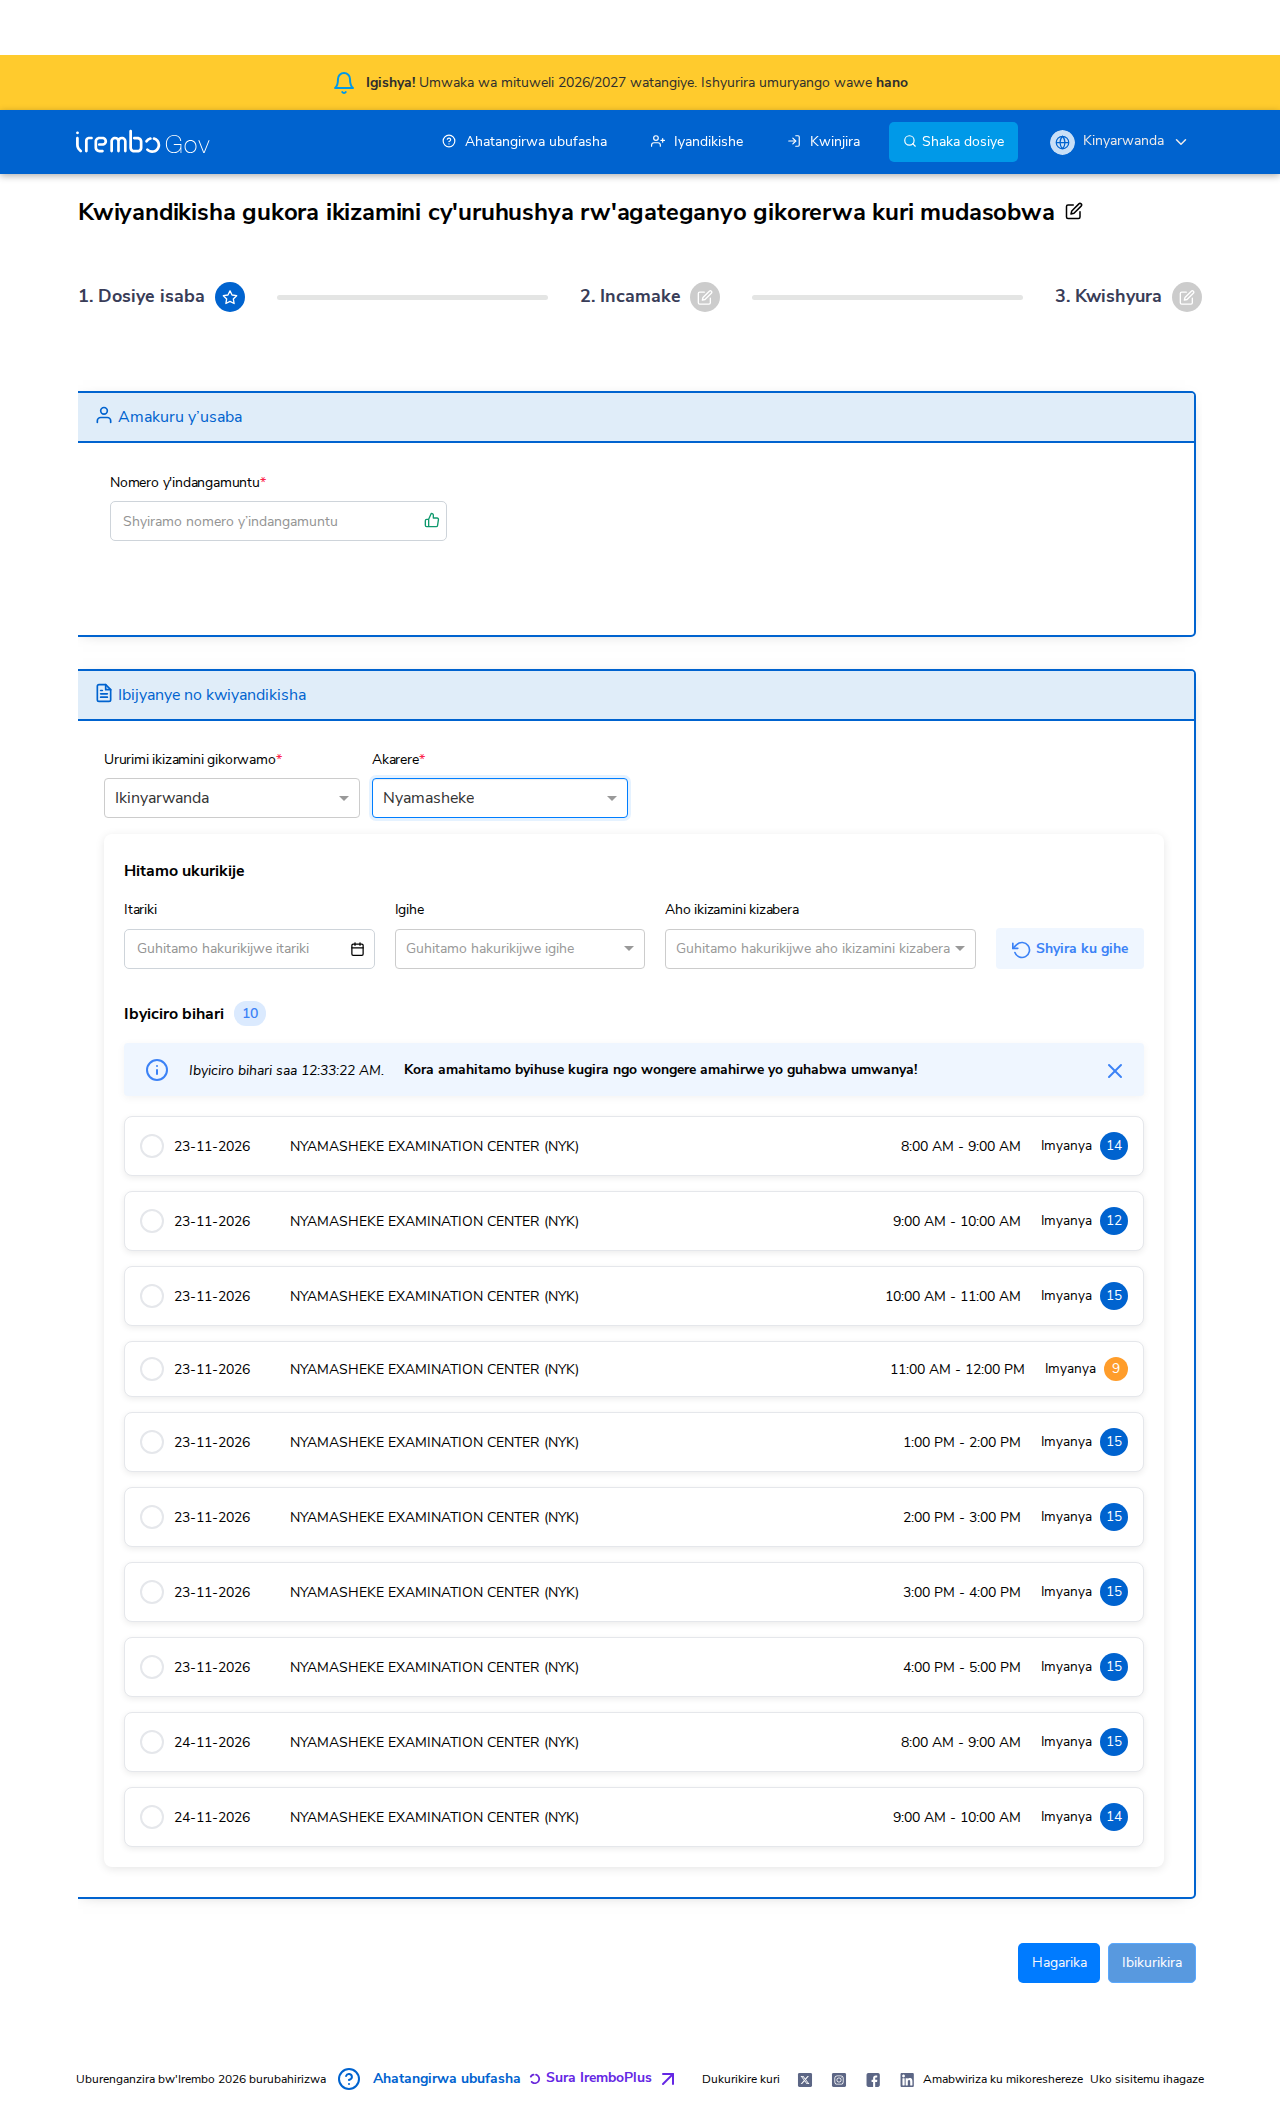 Igishya! Umwaka wa mituweli 2026/2027 watangiye. Ishyurira umuryango wawe hano
irembo Gov Ahatangirwa ubufasha Iyandikishe Kwinjira Shaka dosiye Kinyarwanda
Kwiyandikisha gukora ikizamini cy'uruhushya rw'agateganyo gikorerwa kuri mudasobwa
1. Dosiye isaba 2. Incamake 3. Kwishyura
Amakuru y’usaba
Nomero y'indangamuntu*
Shyiramo nomero y’indangamuntu
Ibijyanye no kwiyandikisha
Ururimi ikizamini gikorwamo* Akarere*
Ikinyarwanda Nyamasheke
Hitamo ukurikije
Itariki Igihe Aho ikizamini kizabera
Guhitamo hakurikijwe itariki Guhitamo hakurikijwe igihe Guhitamo hakurikijwe aho ikizamini kizabera Shyira ku gihe
Ibyiciro bihari 10
Ibyiciro bihari saa 12:33:22 AM. Kora amahitamo byihuse kugira ngo wongere amahirwe yo guhabwa umwanya!
23-11-2026 NYAMASHEKE EXAMINATION CENTER (NYK) 8:00 AM - 9:00 AM Imyanya 14
23-11-2026 NYAMASHEKE EXAMINATION CENTER (NYK) 9:00 AM - 10:00 AM Imyanya 12
23-11-2026 NYAMASHEKE EXAMINATION CENTER (NYK) 10:00 AM - 11:00 AM Imyanya 15
23-11-2026 NYAMASHEKE EXAMINATION CENTER (NYK) 11:00 AM - 12:00 PM Imyanya 9
23-11-2026 NYAMASHEKE EXAMINATION CENTER (NYK) 1:00 PM - 2:00 PM Imyanya 15
23-11-2026 NYAMASHEKE EXAMINATION CENTER (NYK) 2:00 PM - 3:00 PM Imyanya 15
23-11-2026 NYAMASHEKE EXAMINATION CENTER (NYK) 3:00 PM - 4:00 PM Imyanya 15
23-11-2026 NYAMASHEKE EXAMINATION CENTER (NYK) 4:00 PM - 5:00 PM Imyanya 15
24-11-2026 NYAMASHEKE EXAMINATION CENTER (NYK) 8:00 AM - 9:00 AM Imyanya 15
24-11-2026 NYAMASHEKE EXAMINATION CENTER (NYK) 9:00 AM - 10:00 AM Imyanya 14
Hagarika Ibikurikira
Uburenganzira bw'Irembo 2026 burubahirizwa Ahatangirwa ubufasha Sura IremboPlus Dukurikire kuri Amabwiriza ku mikoreshereze Uko sisitemu ihagaze